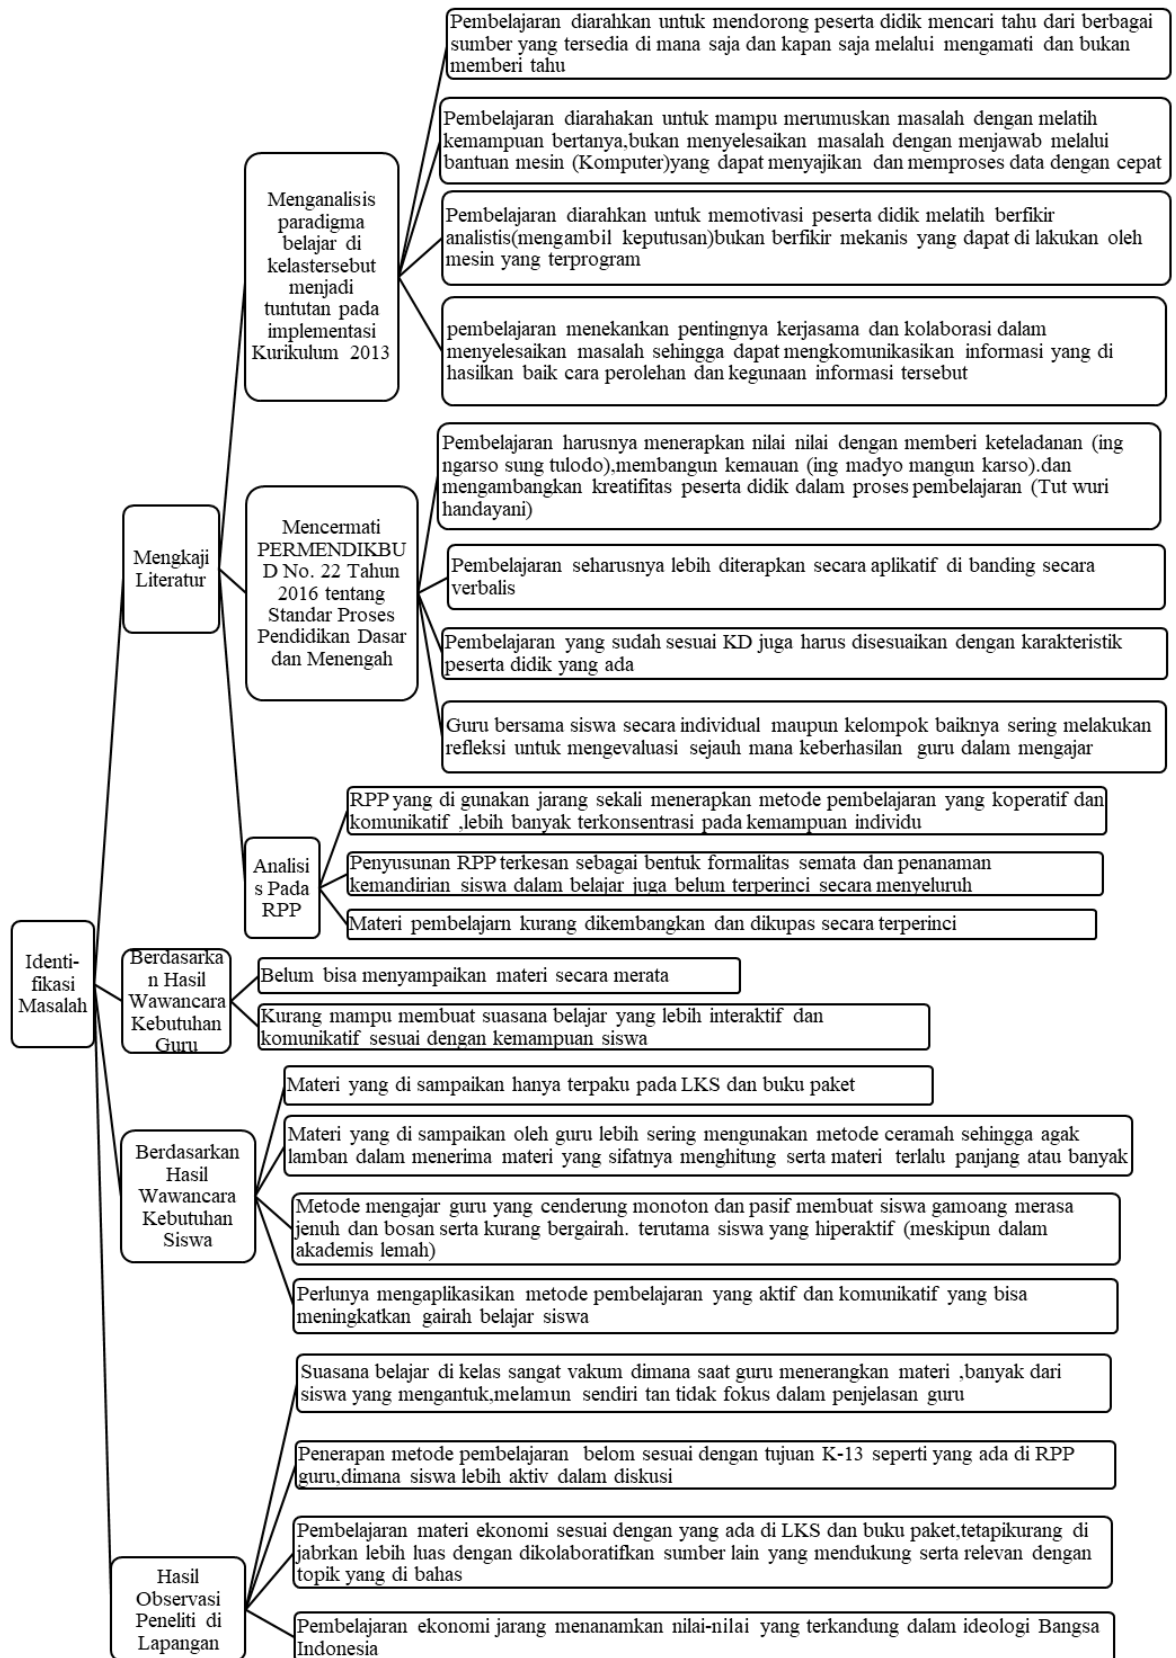 Pembelajaran diarahkan untuk mendorong peserta didik mencari tahu dari berbagai
sumber yang tersedia di mana saja dan kapan saja melalui mengamati dan bukan
memberi tahu
Pembelajaran diarahakan untuk mampu merumuskan masalah dengan melatih
kemampuan bertanya,bukan menyelesaikan masalah dengan menjawab melalui
bantuan mesin (Komputer)yang dapat menyajikan dan memproses data dengan cepat
Menganalisis
paradigma
belajar di
kelastersebut
menjadi
tuntutan pada
implementasi
Kurikulum 2013
Pembelajaran diarahkan untuk memotivasi peserta didik melatih berfikir
analistis(mengambil keputusan)bukan berfikir mekanis yang dapat di lakukan oleh
mesin yang terprogram
pembelajaran menekankan pentingnya kerjasama dan kolaborasi dalam
menyelesaikan masalah sehingga dapat mengkomunikasikan informasi yang di
hasilkan baik cara perolehan dan kegunaan informasi tersebut
Pembelajaran harusnya menerapkan nilai nilai dengan memberi keteladanan (ing
ngarso sung tulodo),membangun kemauan (ing madyo mangun karso).dan
mengambangkan kreatifitas peserta didik dalam proses pembelajaran (Tut wuri
handayani)
Mengkaji
Literatur
Mencermati
PERMENDIKBU
D No. 22 Tahun
2016 tentang
Standar Proses
Pendidikan Dasar
dan Menengah
Pembelajaran seharusnya lebih diterapkan secara aplikatif di banding secara
verbalis
Pembelajaran yang sudah sesuai KD juga harus disesuaikan dengan karakteristik
peserta didik yang ada
Guru bersama siswa secara individual maupun kelompok baiknya sering melakukan
refleksi untuk mengevaluasi sejauh mana keberhasilan guru dalam mengajar
RPP yang di gunakan jarang sekali menerapkan metode pembelajaran yang koperatif dan
komunikatif ,lebih banyak terkonsentrasi pada kemampuan individu
Analisi
s Pada
RPP
Penyusunan RPP terkesan sebagai bentuk formalitas semata dan penanaman
kemandirian siswa dalam belajar juga belum terperinci secara menyeluruh
Materi pembelajarn kurang dikembangkan dan dikupas secara terperinci
Identi-
fikasi
Masalah
Berdasarka
n Hasil
Wawancara
Kebutuhan
Guru
Belum bisa menyampaikan materi secara merata
Kurang mampu membuat suasana belajar yang lebih interaktif dan
komunikatif sesuai dengan kemampuan siswa
Materi yang di sampaikan hanya terpaku pada LKS dan buku paket
Berdasarkan
Hasil
Wawancara
Kebutuhan
Siswa
Materi yang di sampaikan oleh guru lebih sering mengunakan metode ceramah sehingga agak
lamban dalam menerima materi yang sifatnya menghitung serta materi terlalu panjang atau banyak
Metode mengajar guru yang cenderung monoton dan pasif membuat siswa gamoang merasa
jenuh dan bosan serta kurang bergairah. terutama siswa yang hiperaktif (meskipun dalam
akademis lemah)
Perlunya mengaplikasikan metode pembelajaran yang aktif dan komunikatif yang bisa
meningkatkan gairah belajar siswa
Suasana belajar di kelas sangat vakum dimana saat guru menerangkan materi ,banyak dari
siswa yang mengantuk,melamun sendiri tan tidak fokus dalam penjelasan guru
Penerapan metode pembelajaran belom sesuai dengan tujuan K-13 seperti yang ada di RPP
guru,dimana siswa lebih aktiv dalam diskusi
Pembelajaran materi ekonomi sesuai dengan yang ada di LKS dan buku paket,tetapikurang di
jabrkan lebih luas dengan dikolaboratifkan sumber lain yang mendukung serta relevan dengan
topik yang di bahas
Hasil
Observasi
Peneliti di
Lapangan
Pembelajaran ekonomi jarang menanamkan nilai-nilai yang terkandung dalam ideologi Bangsa
Indonesia